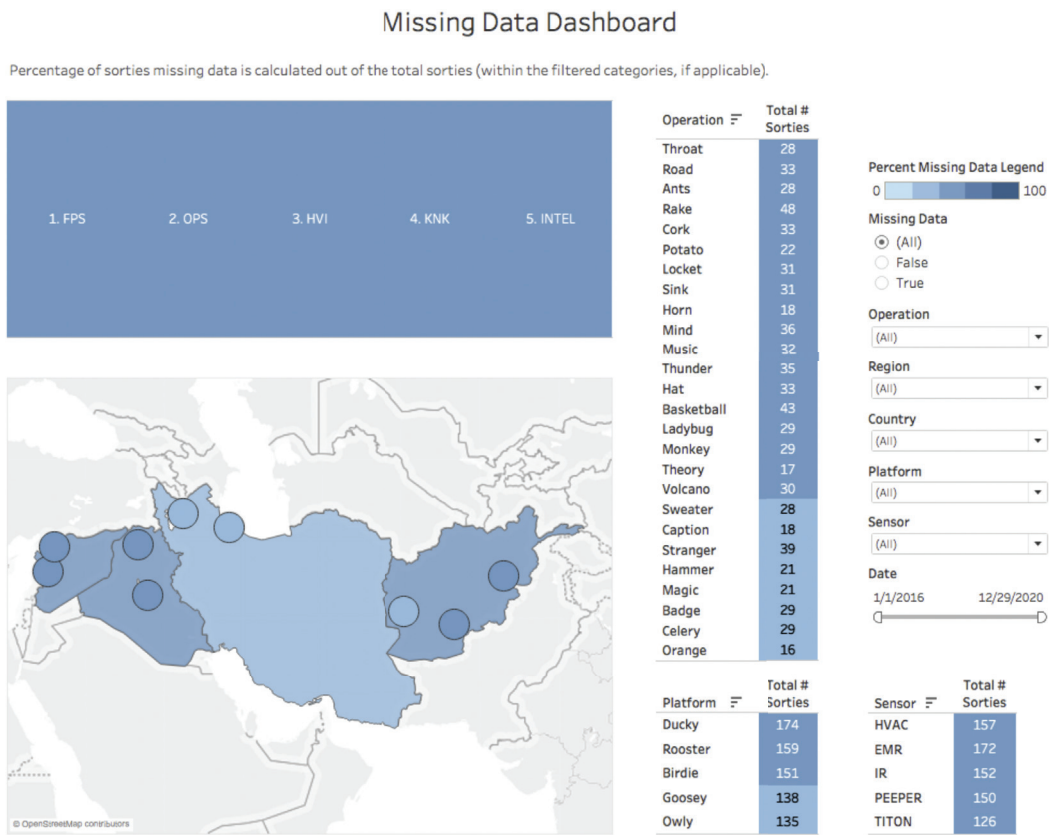 Missing Data Dashboard
Percentage of sorties missing data is calculated out of the total sorties (within the filtered categories, if applicable).
1. FPS 2. OPS 3. HVI 4. KNK 5. INTEL
© OpenStreetMap contributors
Operation Total #
Sorties
Throat 28
Road 33
Ants 28
Rake 48
Cork 33
Potato 22
Locket 31
Sink 31
Horn 18
Mind 36
Music 32
Thunder 35
Hat 33
Basketball 43
Ladybug 29
Monkey 29
Theory 17
Volcano 30
Sweater 28
Caption 18
Stranger 39
Hammer 21
Magic 21
Badge 29
Celery 29
Orange 16
Platform Total #
Sorties
Ducky 174
Rooster 159
Birdie 151
Goosey 138
Owly 135
Percent Missing Data Legend
0 100
Missing Data
(All)
False
True
Operation
(All)
Region
(All)
Country
(All)
Platform
(All)
Sensor
(All)
Date
1/1/2016 12/29/2020
Sensor Total #
Sorties
HVAC 157
EMR 172
IR 152
PEEPER 150
TITON 126